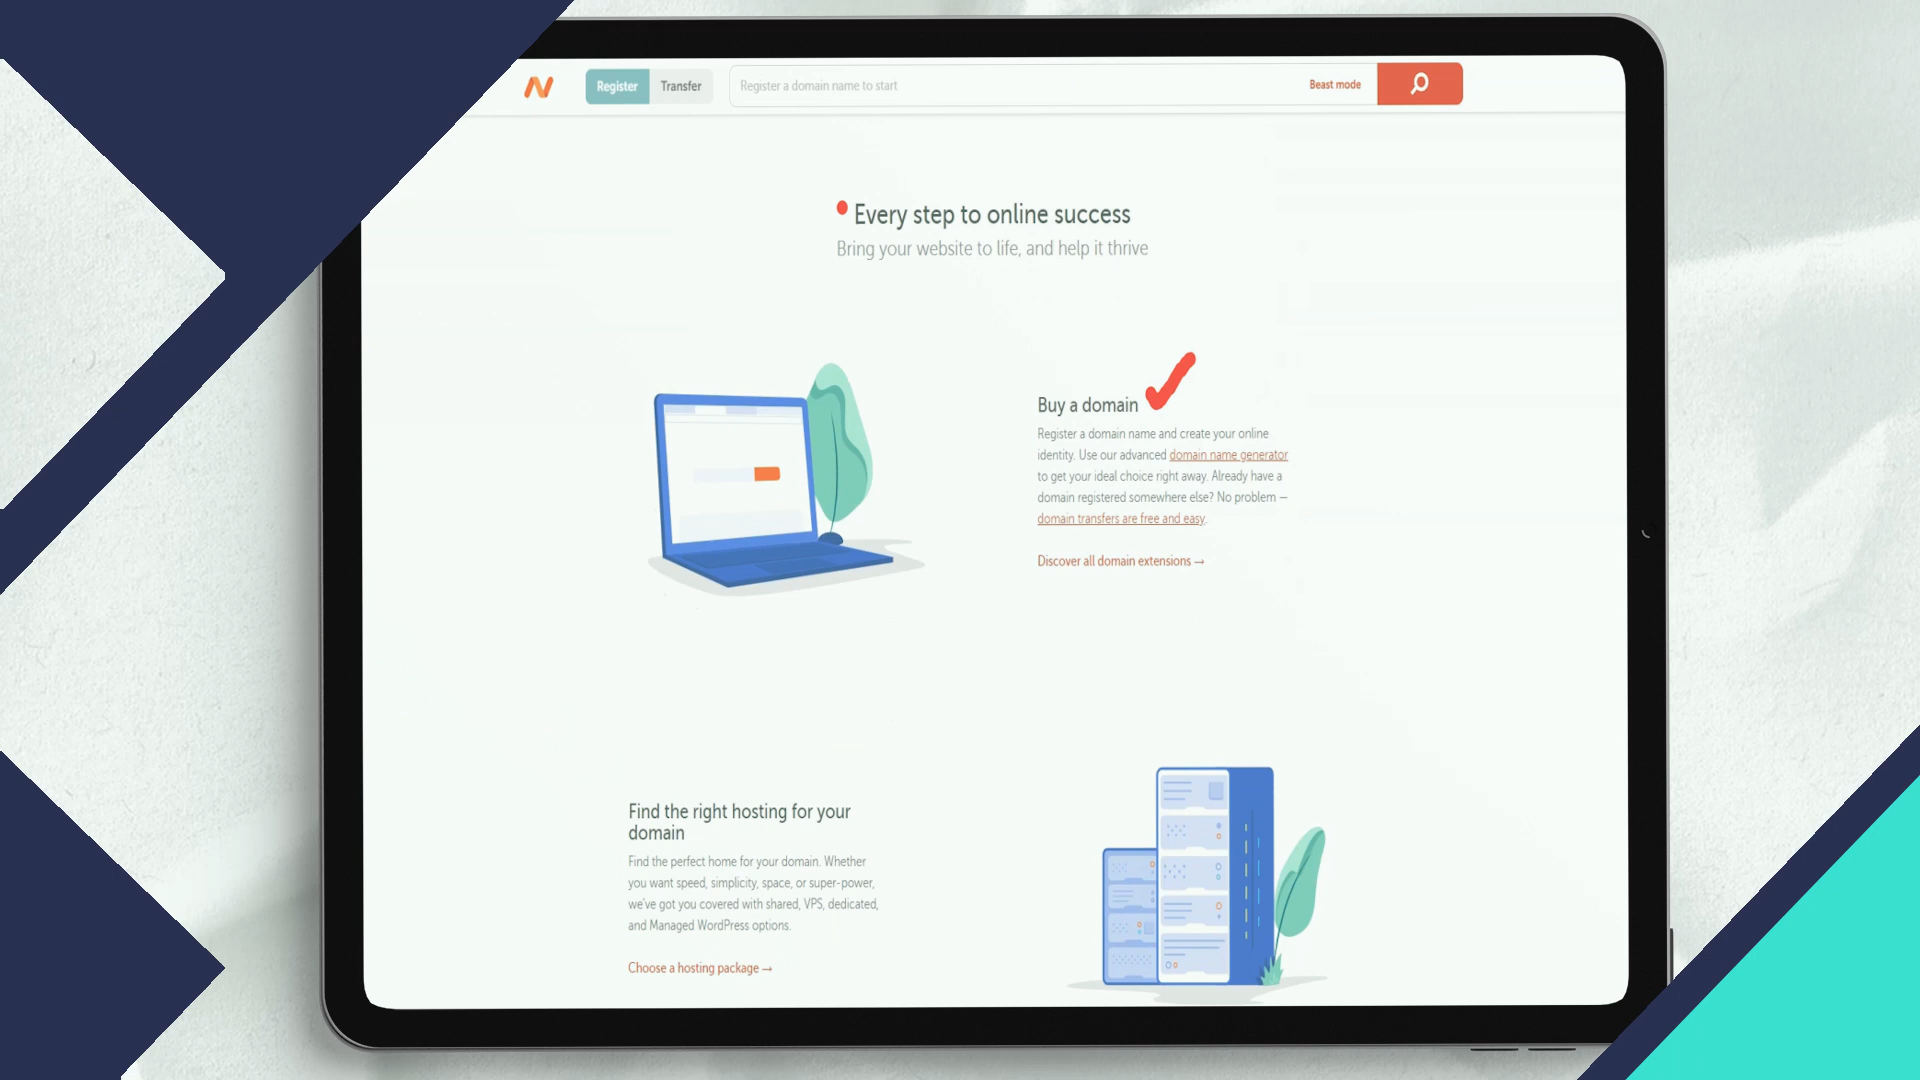 Register
Transfer
Register a domain name to start
Beast mode
Every step to online success
Bring your website to life, and help it thrive
Buy a domain
Register a domain name and create your online
identity. Use our advanced domain name generator
to get your ideal choice right away. Already have a
domain registered somewhere else? No problem –
domain transfers are free and easy.
Discover all domain extensions →
Find the right hosting for your
domain
Find the perfect home for your domain. Whether
you want speed, simplicity, space, or super-power,
we've got you covered with shared, VPS, dedicated,
and Managed WordPress options.
Choose a hosting package →